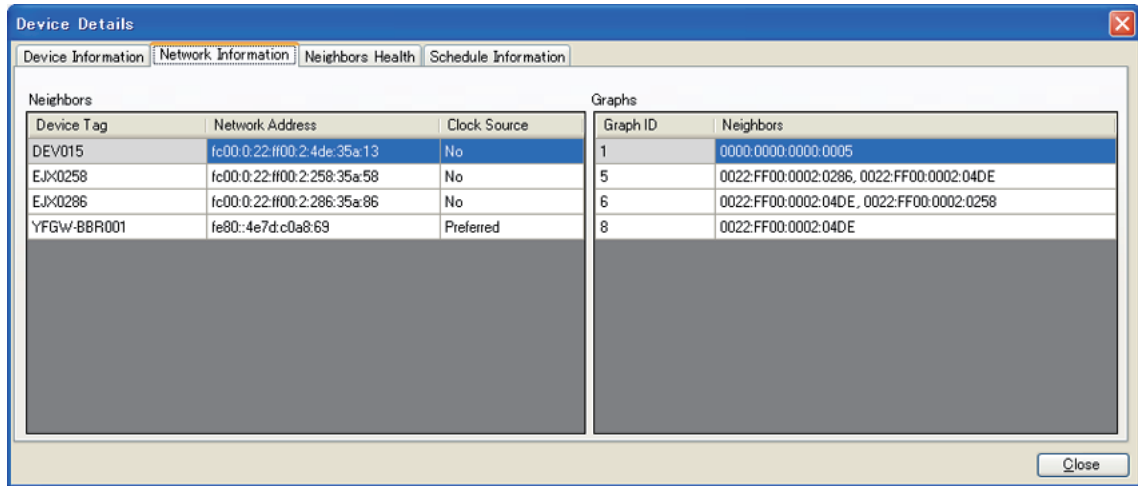 Device Details
Device Information Network Information Neighbors Health Schedule Information
Neighbors
Device Tag Network Address Clock Source
DEV015 fc00:0:22:ff00:2:4de:35a:13 No
EJX0258 fc00:0:22:ff00:2:258:35a:58 No
EJX0286 fc00:0:22:ff00:2:286:35a:86 No
YFGW-BBR001 fe80::4e7d:c0a8:69 Preferred
Graphs
Graph ID Neighbors
1 0000:0000:0000:0005
5 0022:FF00:0002:0286, 0022:FF00:0002:04DE
6 0022:FF00:0002:04DE, 0022:FF00:0002:0258
8 0022:FF00:0002:04DE
Close